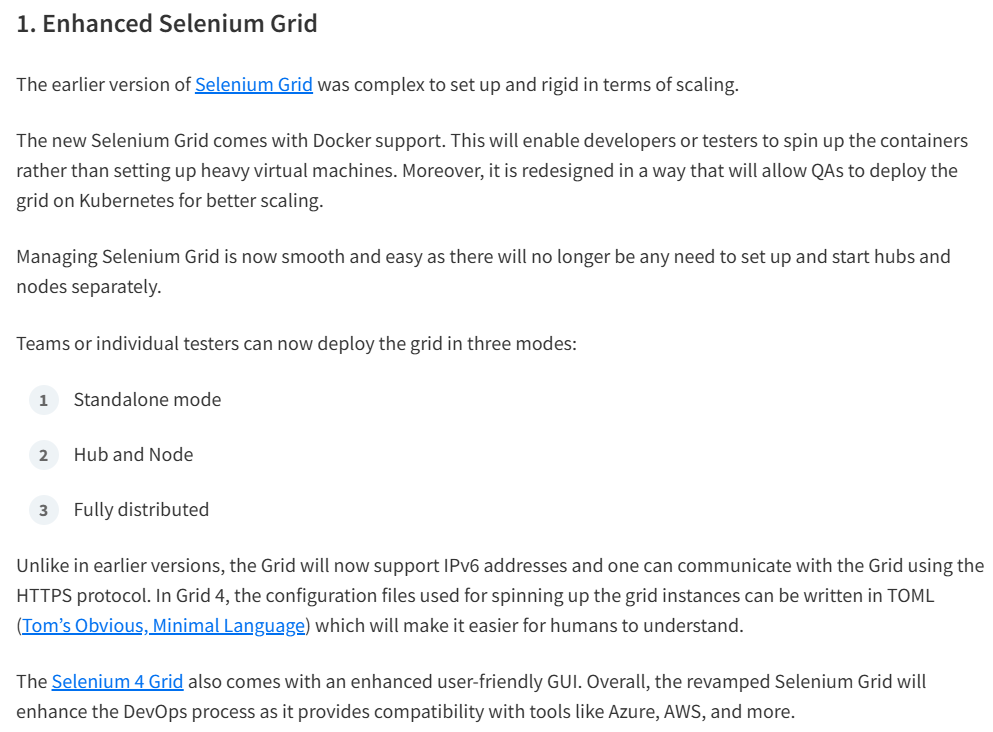 1. Enhanced Selenium Grid
The earlier version of Selenium Grid was complex to set up and rigid in terms of scaling.
The new Selenium Grid comes with Docker support. This will enable developers or testers to spin up the containers
rather than setting up heavy virtual machines. Moreover, it is redesigned in a way that will allow QAs to deploy the
grid on Kubernetes for better scaling.
Managing Selenium Grid is now smooth and easy as there will no longer be any need to set up and start hubs and
nodes separately.
Teams or individual testers can now deploy the grid in three modes:
1 Standalone mode
2 Hub and Node
3 Fully distributed
Unlike in earlier versions, the Grid will now support IPv6 addresses and one can communicate with the Grid using the
HTTPS protocol. In Grid 4, the configuration files used for spinning up the grid instances can be written in TOML
(Tom’s Obvious, Minimal Language) which will make it easier for humans to understand.
The Selenium 4 Grid also comes with an enhanced user-friendly GUI. Overall, the revamped Selenium Grid will
enhance the DevOps process as it provides compatibility with tools like Azure, AWS, and more.